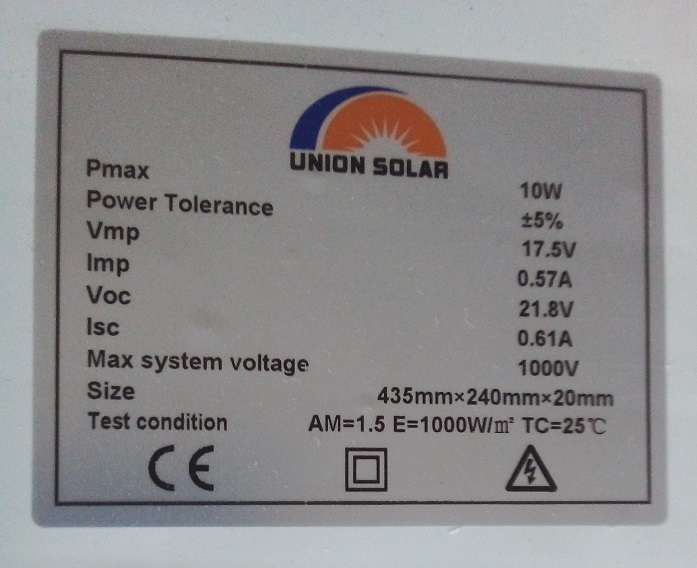 UNION SOLAR
Pmax 10W
Power Tolerance ±5%
Vmp 17.5V
Imp 0.57A
Voc 21.8V
Isc 0.61A
Max system voltage 1000V
Size 435mm×240mm×20mm
Test condition AM=1.5 E=1000W/㎡ TC=25℃
CE